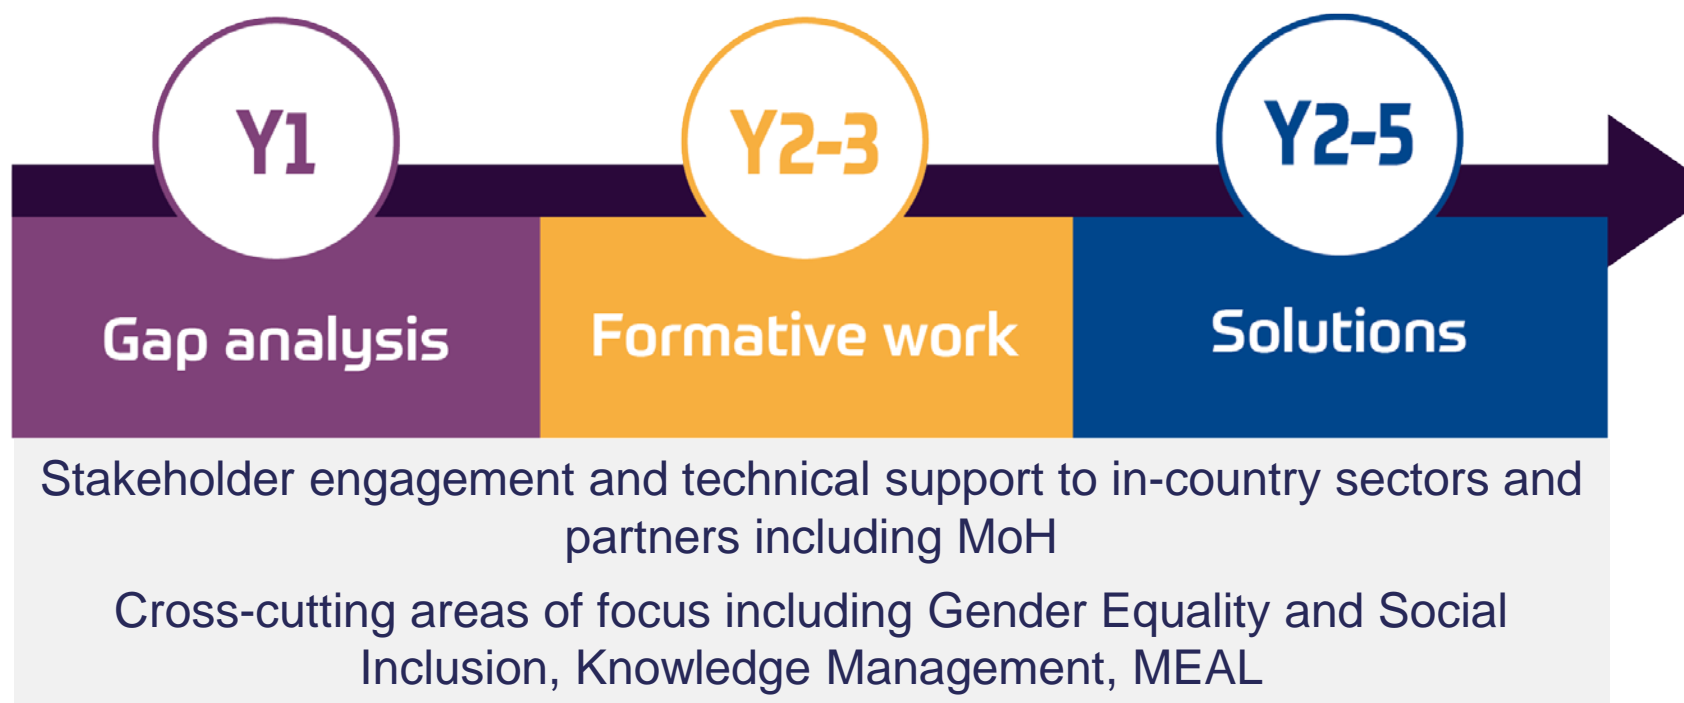 Y1
Y2-3
Y2-5
Gap analysis
Formative work
Solutions
Stakeholder engagement and technical support to in-country sectors and
partners including MoH
Cross-cutting areas of focus including Gender Equality and Social
Inclusion, Knowledge Management, MEAL